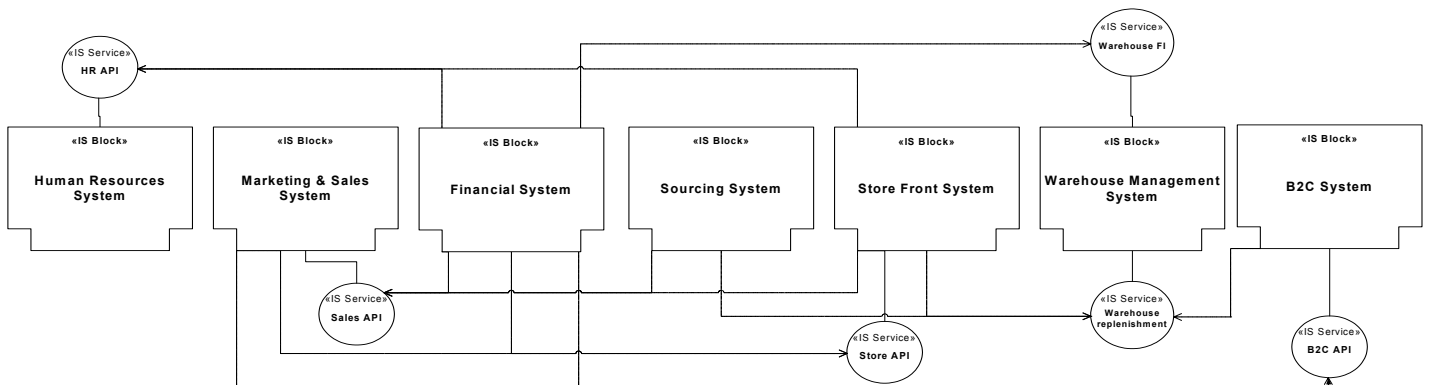 «IS Service»
HR API
«IS Service»
Warehouse FI
«IS Block»
Human Resources
System
«IS Block»
Marketing & Sales
System
«IS Block»
Financial System
«IS Block»
Sourcing System
«IS Block»
Store Front System
«IS Block»
Warehouse Management
System
«IS Block»
B2C System
«IS Service»
Sales API
«IS Service»
Store API
«IS Service»
Warehouse
replenishment
«IS Service»
B2C API